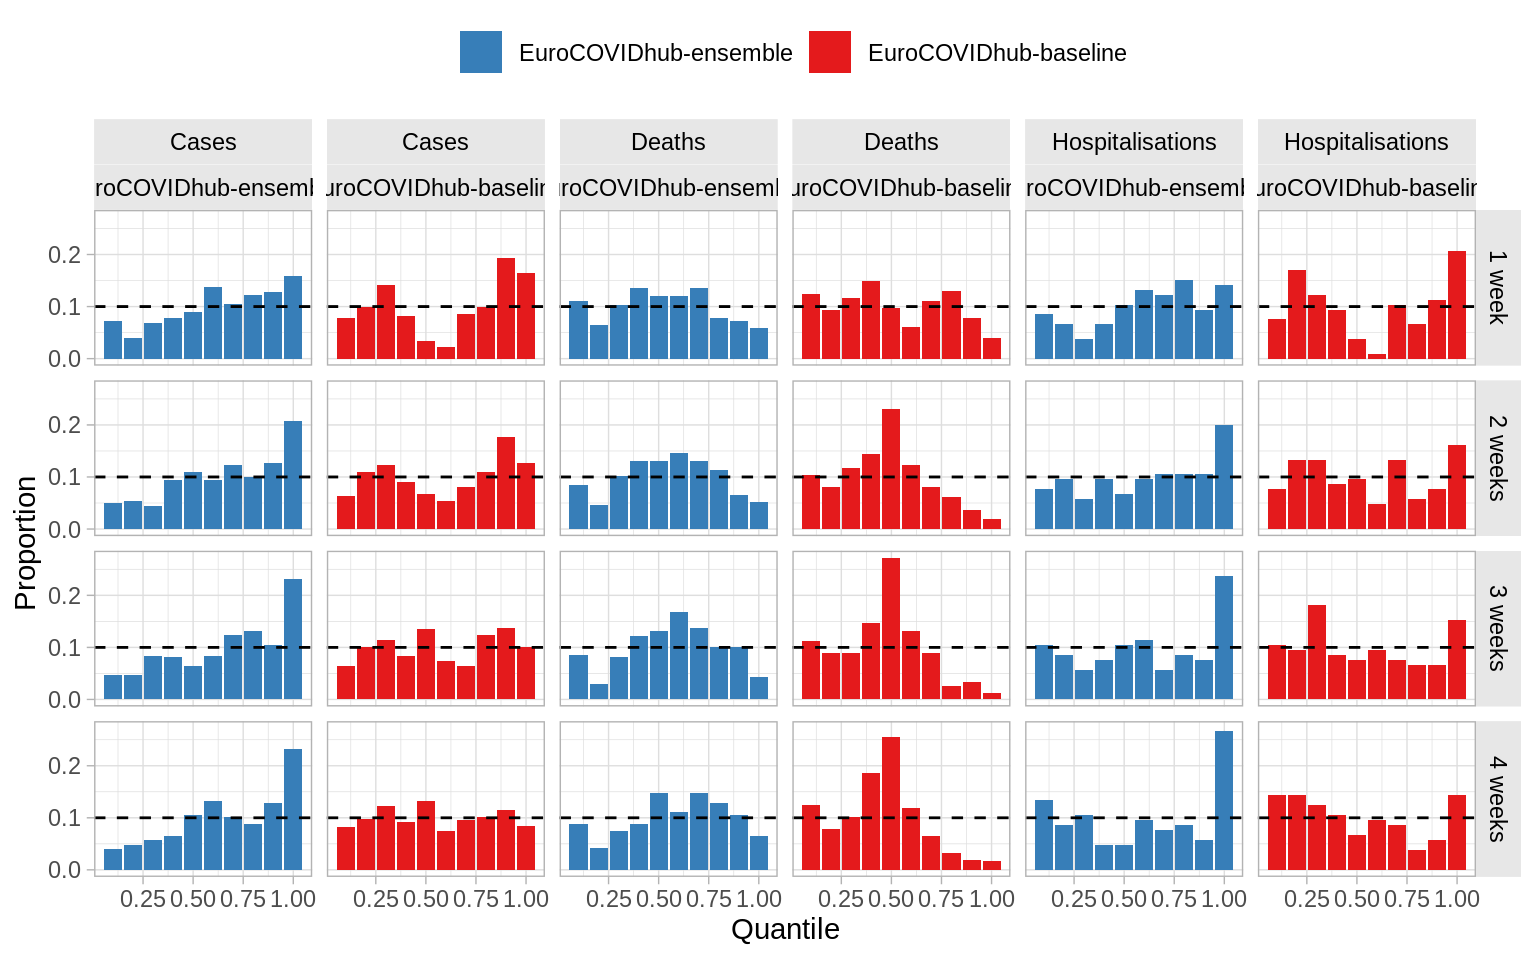 EuroCOVIDhub-ensemble EuroCOVIDhub-baseline
Cases Cases Deaths Deaths Hospitalisations Hospitalisations
roCOVIDhub-ensemb uroCOVIDhub-baselin roCOVIDhub-ensembl uroCOVIDhub-baselin roCOVIDhub-ensemb uroCOVIDhub-baselin
0.2
0.1
0.0
1 week
0.2
0.1
0.0
2 weeks
0.2
0.1
0.0
3 weeks
0.2
0.1
0.0
4 weeks
Proportion
0.25 0.50 0.75 1.00 0.25 0.50 0.75 1.00 0.25 0.50 0.75 1.00 0.25 0.50 0.75 1.00 0.25 0.50 0.75 1.00 0.25 0.50 0.75 1.00
Quantile